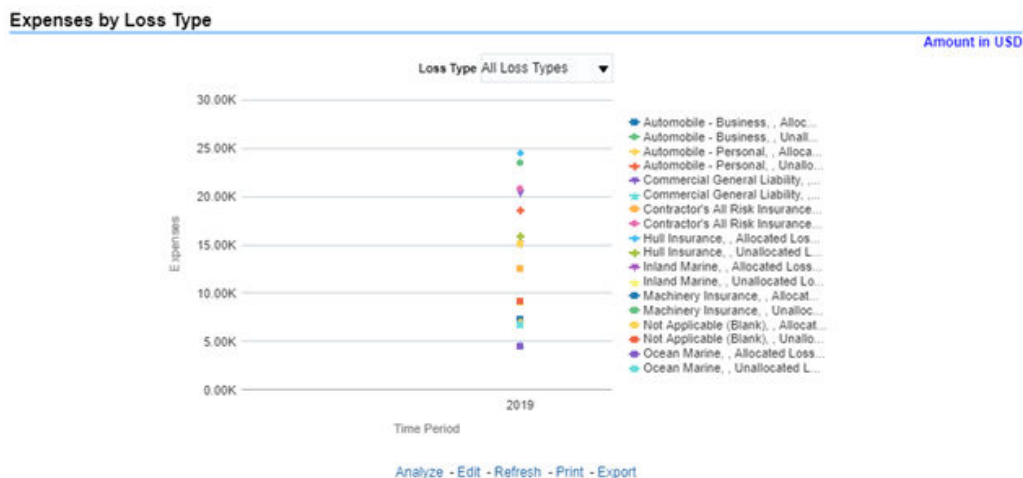 Expenses by Loss Type
Amount in USD
Loss Type All Loss Types
30.00K
25.00K
20.00K
15.00K
10.00K
5.00K
0.00K
Expenses
2019
Time Period
Automobile - Business, , Alloc...
Automobile - Business, , Unall...
Automobile - Personal, , Alloca...
Automobile - Personal, , Unallo...
Commercial General Liability, ,...
Commercial General Liability, ,...
Contractor's All Risk Insurance...
Contractor's All Risk Insurance...
Hull Insurance, , Allocated Los...
Hull Insurance, , Unallocated L...
Inland Marine, , Allocated Loss...
Inland Marine, , Unallocated Lo...
Machinery Insurance, , Allocat...
Machinery Insurance, , Unalloc...
Not Applicable (Blank), , Allocat...
Not Applicable (Blank), , Unallo...
Ocean Marine, , Allocated Loss...
Ocean Marine, , Unallocated L...
Analyze - Edit - Refresh - Print - Export